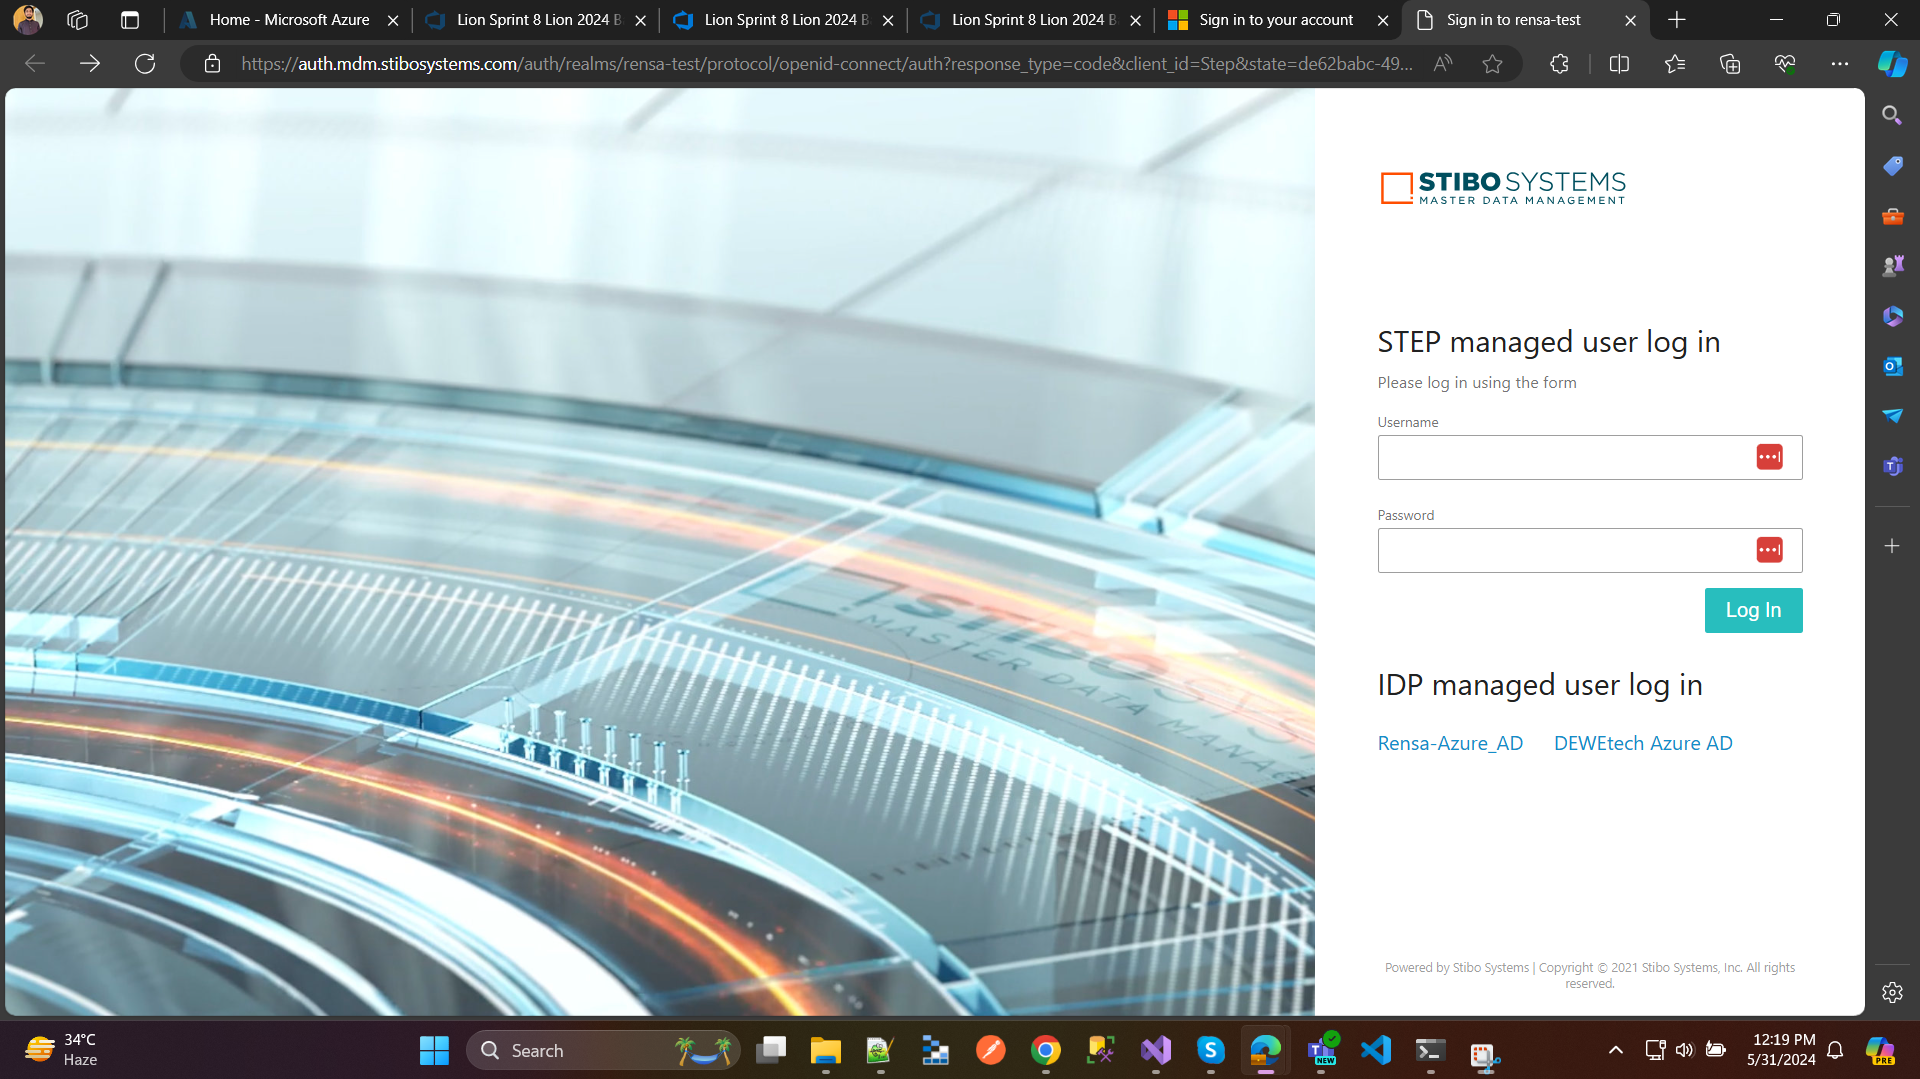 Home - Microsoft Azure
Lion Sprint 8 Lion 2024 B
Lion Sprint 8 Lion 2024 B
Lion Sprint 8 Lion 2024 B
Sign in to your account
Sign in to rensa-test
https://auth.mdm.stibosystems.com/auth/realms/rensa-test/protocol/openid-connect/auth?response_type=code&client_id=Step&state=de62babc-49...
STIBO SYSTEMS
MASTER DATA MANAGEMENT
STEP managed user log in
Please log in using the form
Username
Password
Log In
IDP managed user log in
Rensa-Azure_AD DEWEtech Azure AD
Powered by Stibo Systems | Copyright © 2021 Stibo Systems, Inc. All rights
reserved.
34°C
Haze
Search
NEW
12:19 PM
5/31/2024
PRE